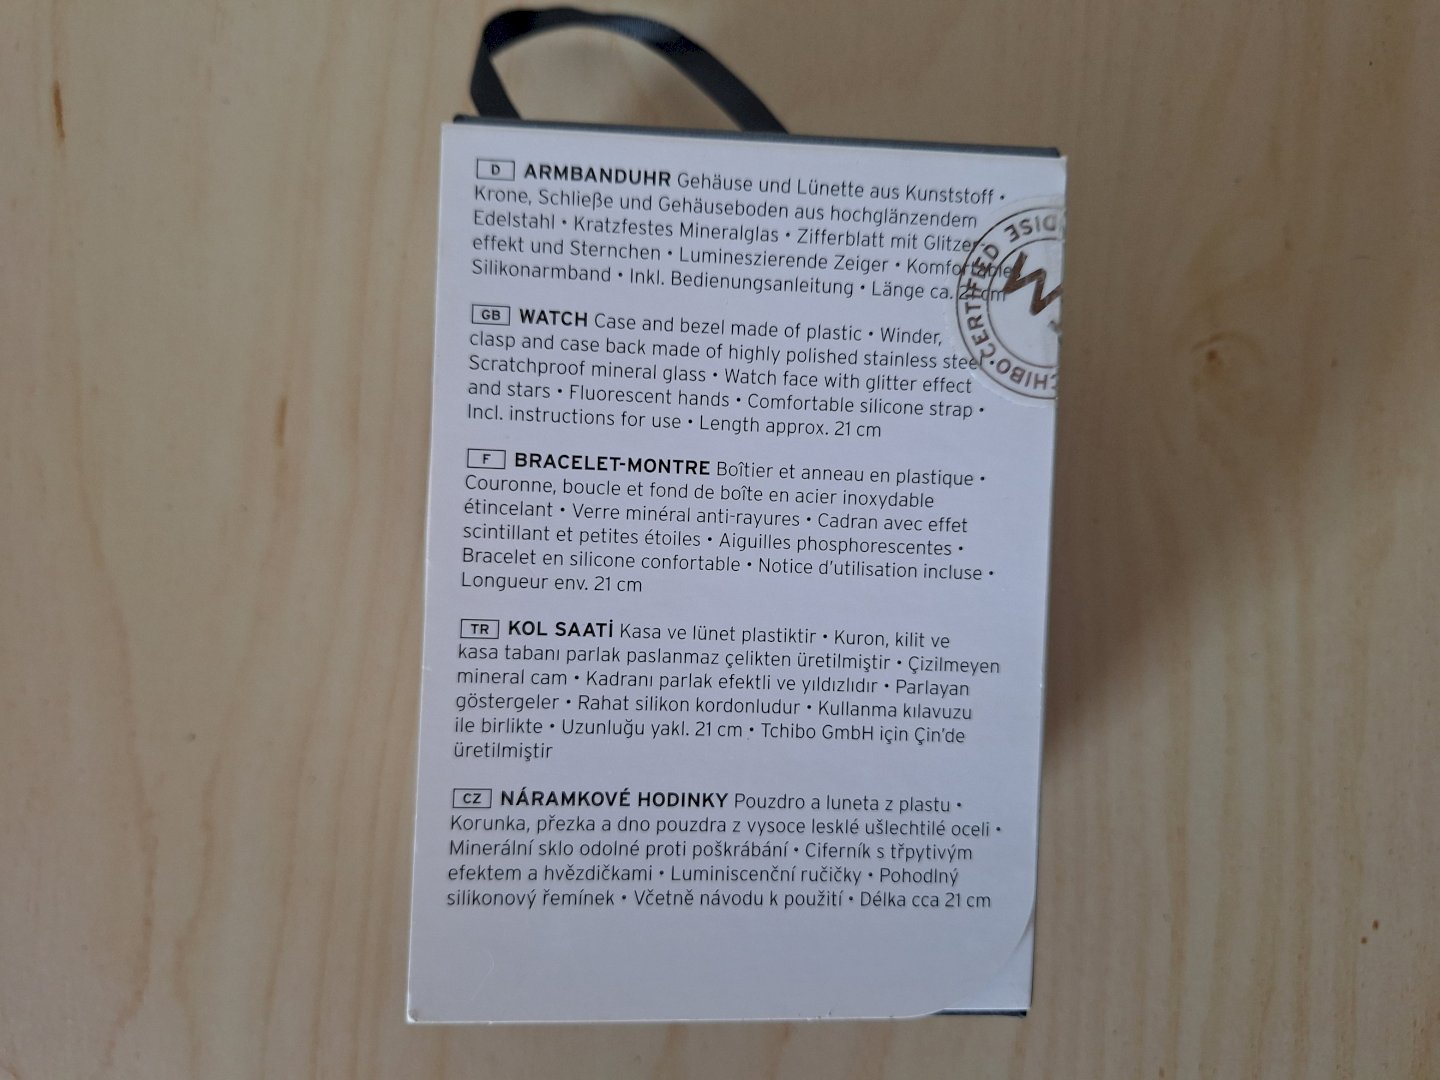 D ARMBANDUHR Gehäuse und Lünette aus Kunststoff •
Krone, Schließe und Gehäuseboden aus hochglänzendem
Edelstahl • Kratzfestes Mineralglas • Zifferblatt mit Glitzer-
effekt und Sternchen • Lumineszierende Zeiger • Komfortables
Silikonarmband • Inkl. Bedienungsanleitung • Länge ca. 21 cm
GB WATCH Case and bezel made of plastic • Winder,
clasp and case back made of highly polished stainless steel •
Scratchproof mineral glass • Watch face with glitter effect
and stars • Fluorescent hands • Comfortable silicone strap •
Incl. instructions for use • Length approx. 21 cm
F BRACELET-MONTRE Boîtier et anneau en plastique •
Couronne, boucle et fond de boîte en acier inoxydable
étincelant • Verre minéral anti-rayures • Cadran avec effet
scintillant et petites étoiles • Aiguilles phosphorescentes •
Bracelet en silicone confortable • Notice d'utilisation incluse •
Longueur env. 21 cm
TR KOL SAATİ Kasa ve lünet plastiktir • Kuron, kilit ve
kasa tabanı parlak paslanmaz çelikten üretilmiştir • Çizilmeyen
mineral cam • Kadranı parlak efektli ve yıldızlıdır • Parlayan
göstergeler • Rahat silikon kordonludur • Kullanma kılavuzu
ile birlikte • Uzunluğu yakl. 21 cm • Tchibo GmbH için Çin'de
üretilmiştir
CZ NÁRAMKOVÉ HODINKY Pouzdro a luneta z plastu •
Korunka, přezka a dno pouzdra z vysoce lesklé ušlechtilé oceli •
Minerální sklo odolné proti poškrábání • Ciferník s třpytivým
efektem a hvězdičkami • Luminiscenční ručičky • Pohodlný
silikonový řemínek • Včetně návodu k použití • Délka cca 21 cm
CERTIFIED